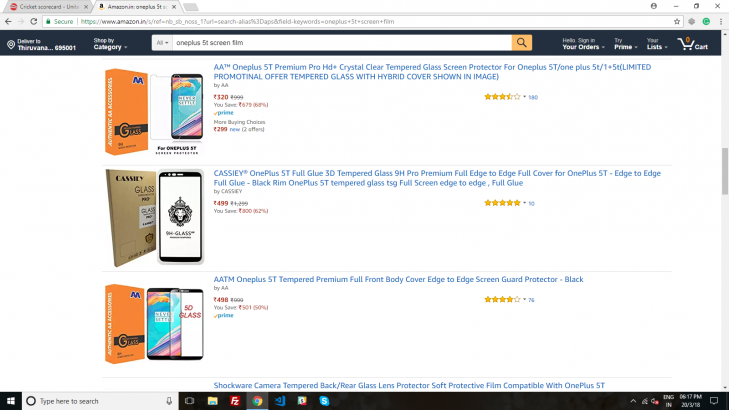 Cricket scorecard - Unite
Amazon.in: oneplus 5t sc
Secure
https://www.amazon.in/s/ref=nb_sb_noss_1?url=search-alias%3Daps&field-keywords=oneplus+5t+screen+film
Deliver to
Thiruvana... 695001
Shop by
Category
All
oneplus 5t screen film
Hello. Sign in
Your Orders
Try
Prime
Your
Lists
0
Cart
AA™ Oneplus 5T Premium Pro Hd+ Crystal Clear Tempered Glass Screen Protector For Oneplus 5T/one plus 5t/1+5t(LIMITED
PROMOTINAL OFFER TEMPERED GLASS WITH HYBRID COVER SHOWN IN IMAGE)
by AA
₹320 ₹999
You Save: ₹679 (68%)
prime
More Buying Choices
₹299 new (2 offers)
180
AUTHENTIC AA ACCESSORIES
AA
GLASS
For ONEPLUS 5T
SCREEN PROTECTOR
CASSIEY® OnePlus 5T Full Glue 3D Tempered Glass 9H Pro Premium Full Edge to Edge Full Cover for OnePlus 5T - Edge to Edge
Full Glue - Black Rim OnePlus 5T tempered glass tsg Full Screen edge to edge , Full Glue
by CASSIEY
₹499 ₹1,299
You Save: ₹800 (62%)
10
CASSIEY
GLASS
PRO
GLASS
PRO
9H-GLASS
AATM Oneplus 5T Tempered Premium Full Front Body Cover Edge to Edge Screen Guard Protector - Black
by AA
₹498 ₹999
You Save: ₹501 (50%)
prime
76
AUTHENTIC AA ACCESSORIES
AA
GLASS
5D
GLASS
Shockware Camera Tempered Back/Rear Glass Lens Protector Soft Protective Film Compatible With OnePlus 5T
Type here to search
ENG
IN
06:17 PM
20/3/18